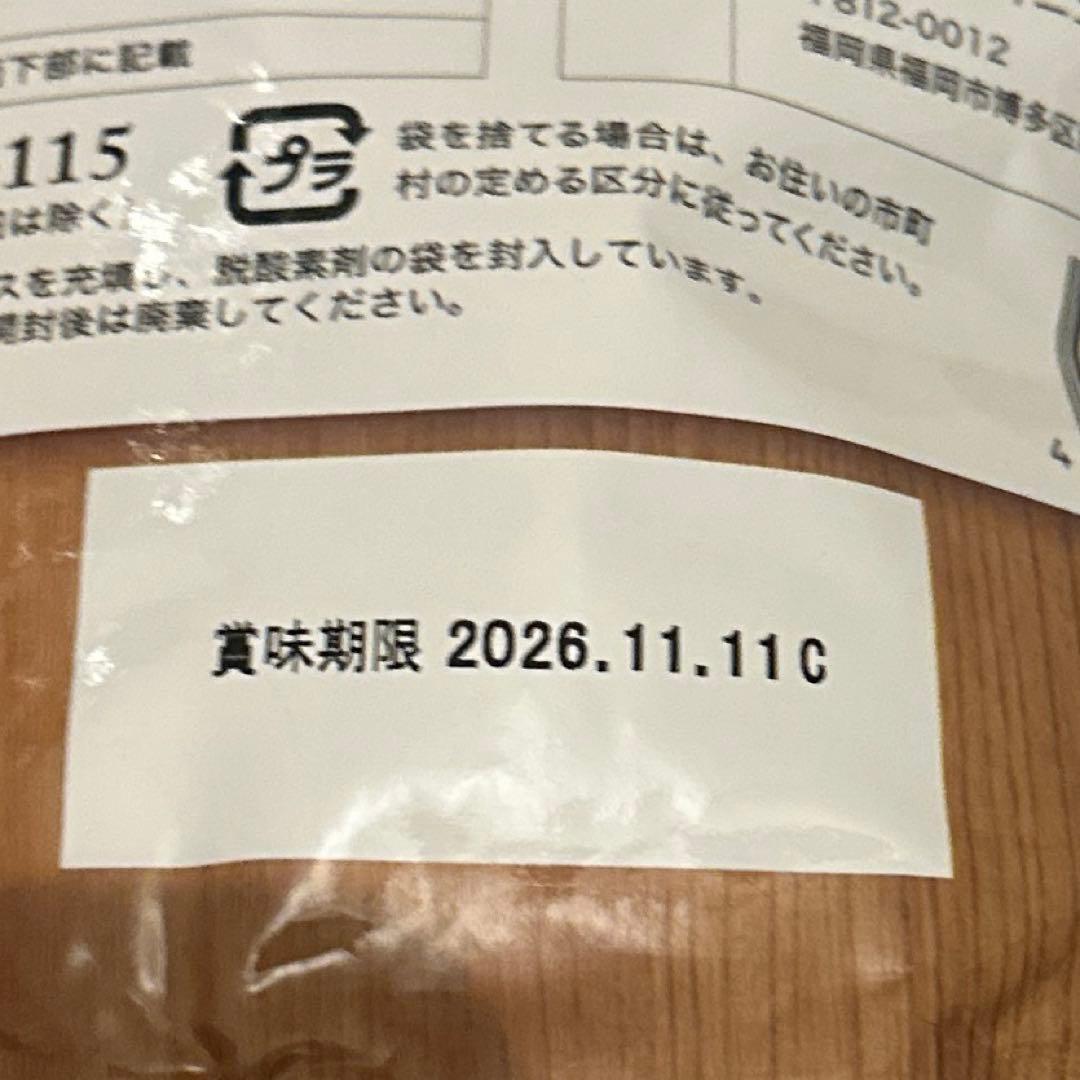 下部に記載
812-0012
福岡県福岡市博多区
115
プラ
袋を捨てる場合は、お住いの市町
村の定める区分に従ってください。
は除く
スを充填し、脱酸素剤の袋を封入しています。
開封後は廃棄してください。
4
賞味期限 2026.11.11C